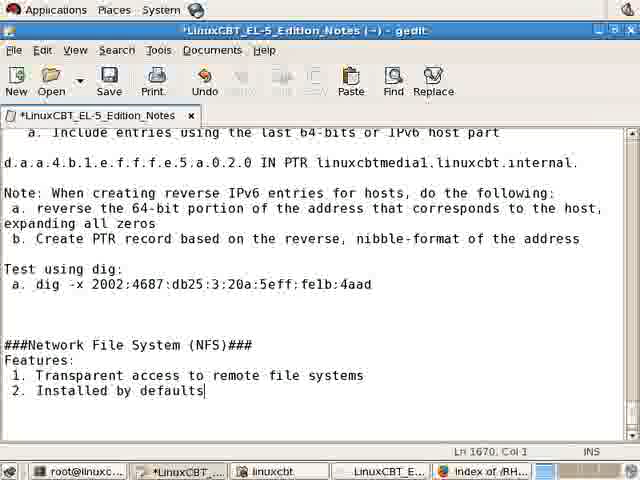 Applications Places System
*LinuxCBT_EL-5_Edition_Notes (~) - gedit
File Edit View Search Tools Documents Help
New Open Save Print. Undo Paste Find Replace
*LinuxCBT_EL-5_Edition_Notes ×
a. Include entries using the last 64-bits of IPv6 host part
d.a.a.4.b.1.e.f.f.f.e.5.a.0.2.0 IN PTR linuxcbtmedia1.linuxcbt.internal.
Note: When creating reverse IPv6 entries for hosts, do the following:
a. reverse the 64-bit portion of the address that corresponds to the host,
expanding all zeros
b. Create PTR record based on the reverse, nibble-format of the address
Test using dig:
a. dig -x 2002:4687:db25:3:20a:5eff:fe1b:4aad
###Network File System (NFS)###
Features:
1. Transparent access to remote file systems
2. Installed by defaults
Ln 1670, Col 1 INS
root@linuxc... *LinuxCBT_... linuxcbt LinuxCBT_E... Index of /RH...